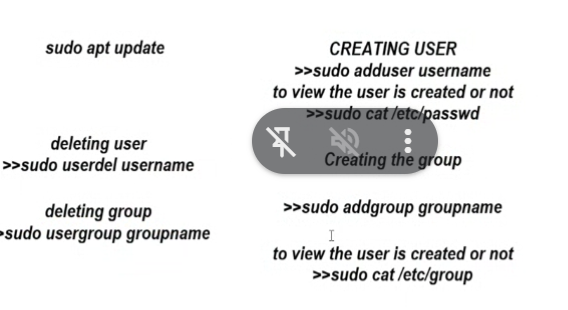 sudo apt update
deleting user
>>sudo userdel username
deleting group
>sudo usergroup groupname
CREATING USER
>>sudo adduser username
to view the user is created or not
>>sudo cat /etc/passwd
Creating the group
>>sudo addgroup groupname
to view the user is created or not
>>sudo cat /etc/group